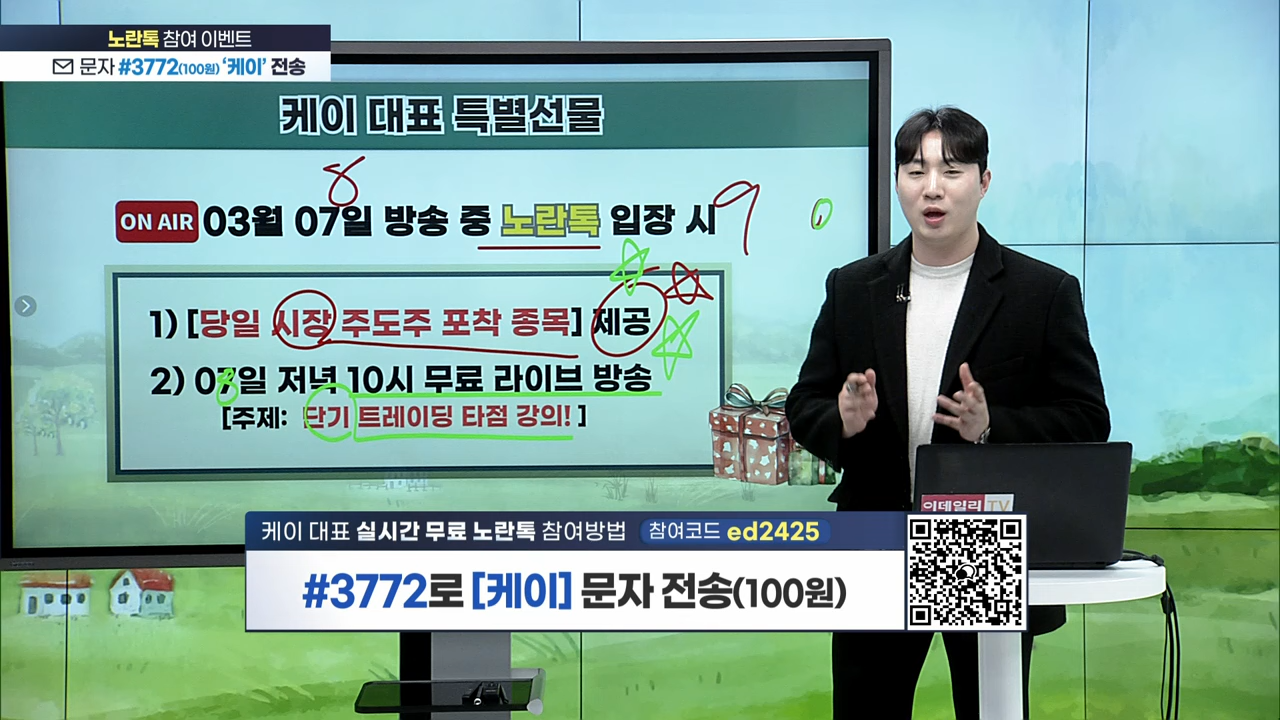 노란톡 참여 이벤트
문자 #3772(100원) '케이' 전송
케이 대표 특별선물
8
ON AIR 03월 07일 방송 중 노란톡 입장 시 9 0
1) [당일 시장 주도주 포착 종목] 제공
2) 08일 저녁 10시 무료 라이브 방송
[주제: 단기 트레이딩 타점 강의! ]
이데일리 TV
케이 대표 실시간 무료 노란톡 참여방법 참여코드 ed2425
#3772로 [케이] 문자 전송(100원)